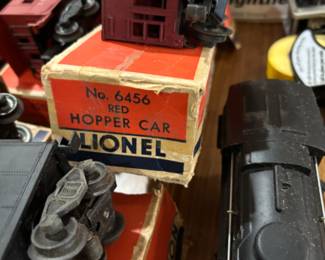 No. 6456
RED
HOPPER CAR
LIONEL